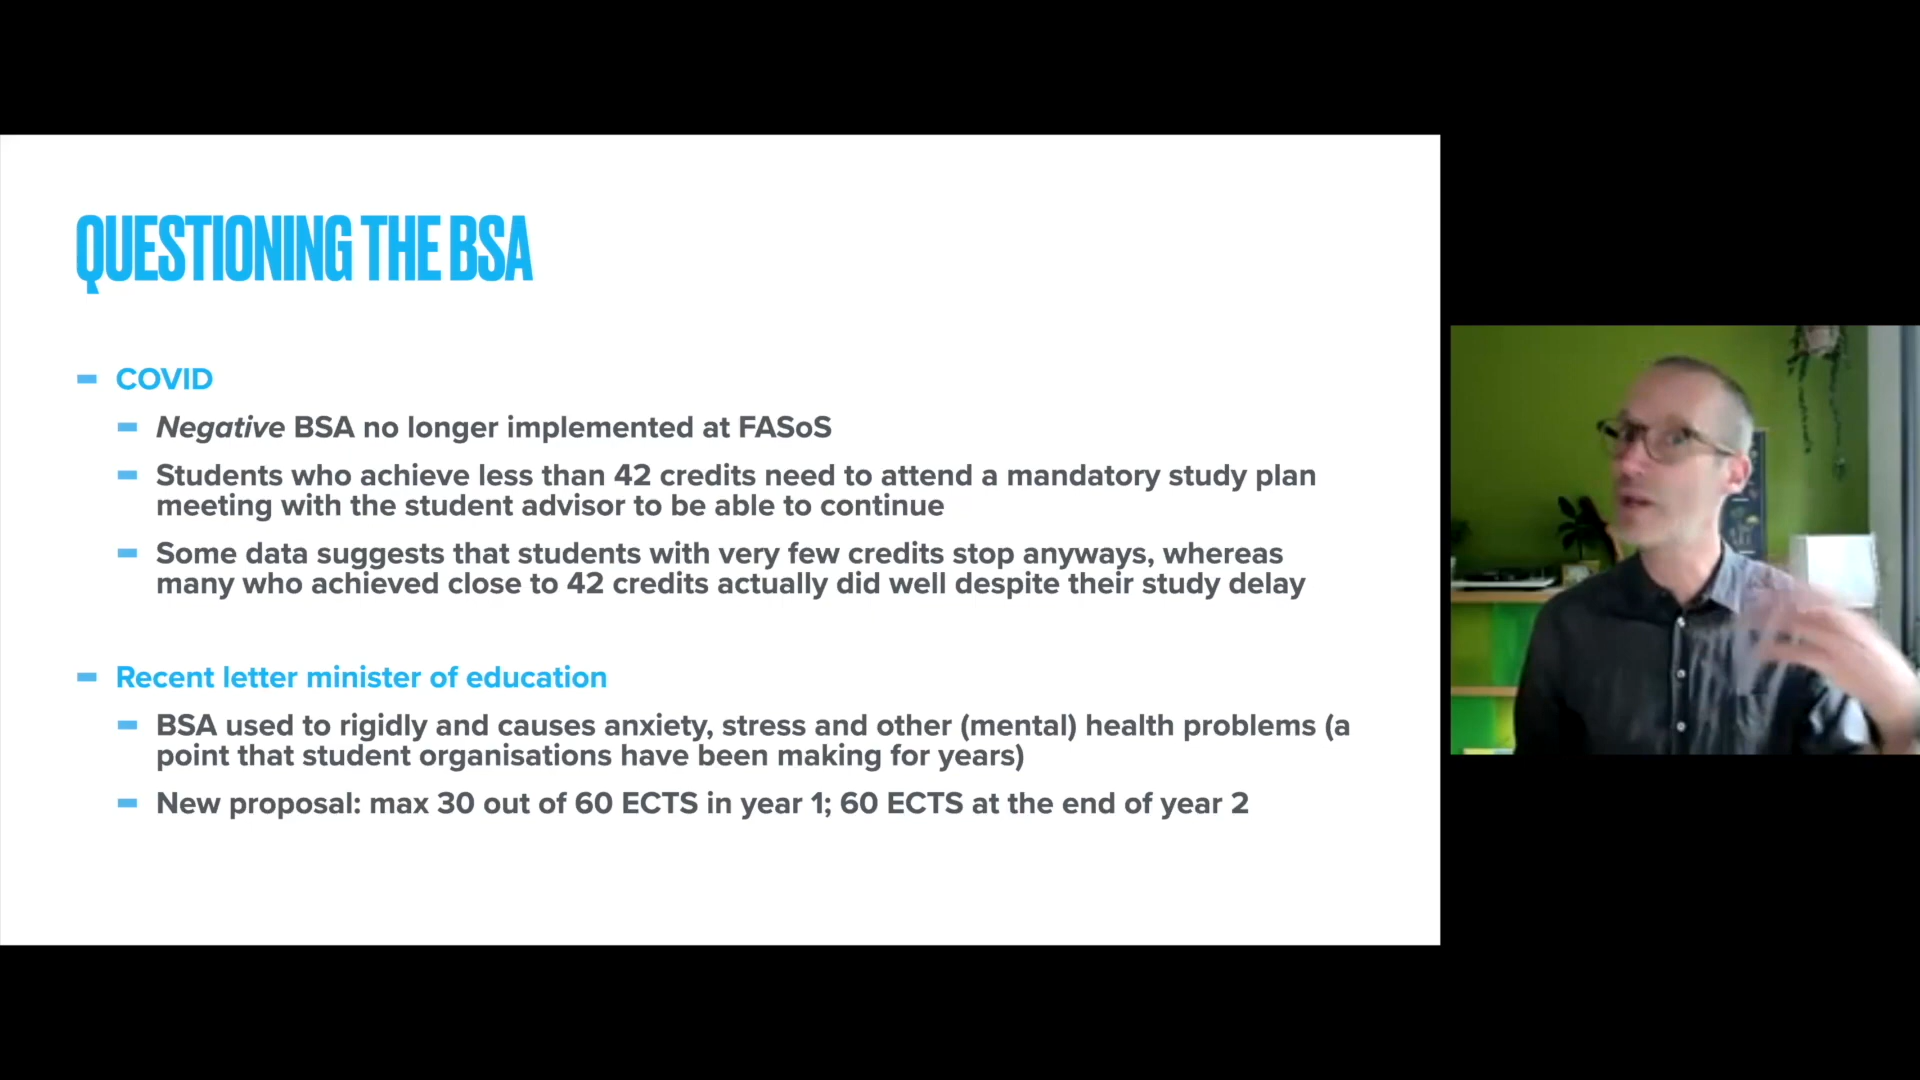 QUESTIONING THE BSA
COVID
Negative BSA no longer implemented at FASoS
Students who achieve less than 42 credits need to attend a mandatory study plan
meeting with the student advisor to be able to continue
Some data suggests that students with very few credits stop anyways, whereas
many who achieved close to 42 credits actually did well despite their study delay
Recent letter minister of education
BSA used to rigidly and causes anxiety, stress and other (mental) health problems (a
point that student organisations have been making for years)
New proposal: max 30 out of 60 ECTS in year 1; 60 ECTS at the end of year 2